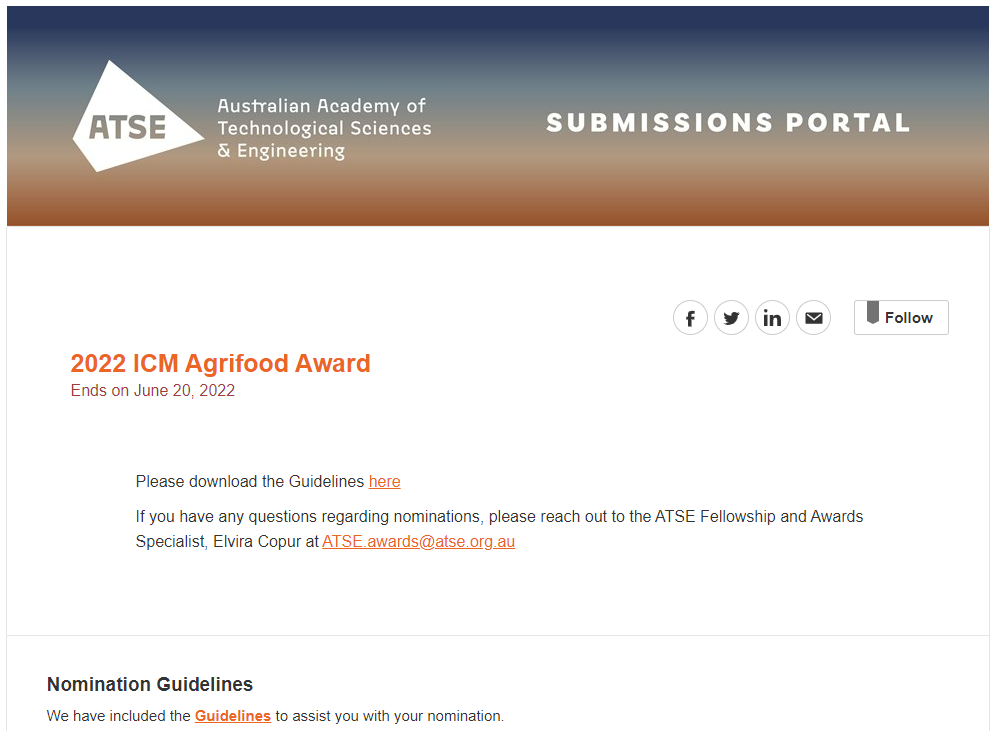 ATSE
Australian Academy of
Technological Sciences
& Engineering
SUBMISSIONS PORTAL
Follow
2022 ICM Agrifood Award
Ends on June 20, 2022
Please download the Guidelines here
If you have any questions regarding nominations, please reach out to the ATSE Fellowship and Awards
Specialist, Elvira Copur at ATSE.awards@atse.org.au
Nomination Guidelines
We have included the Guidelines to assist you with your nomination.